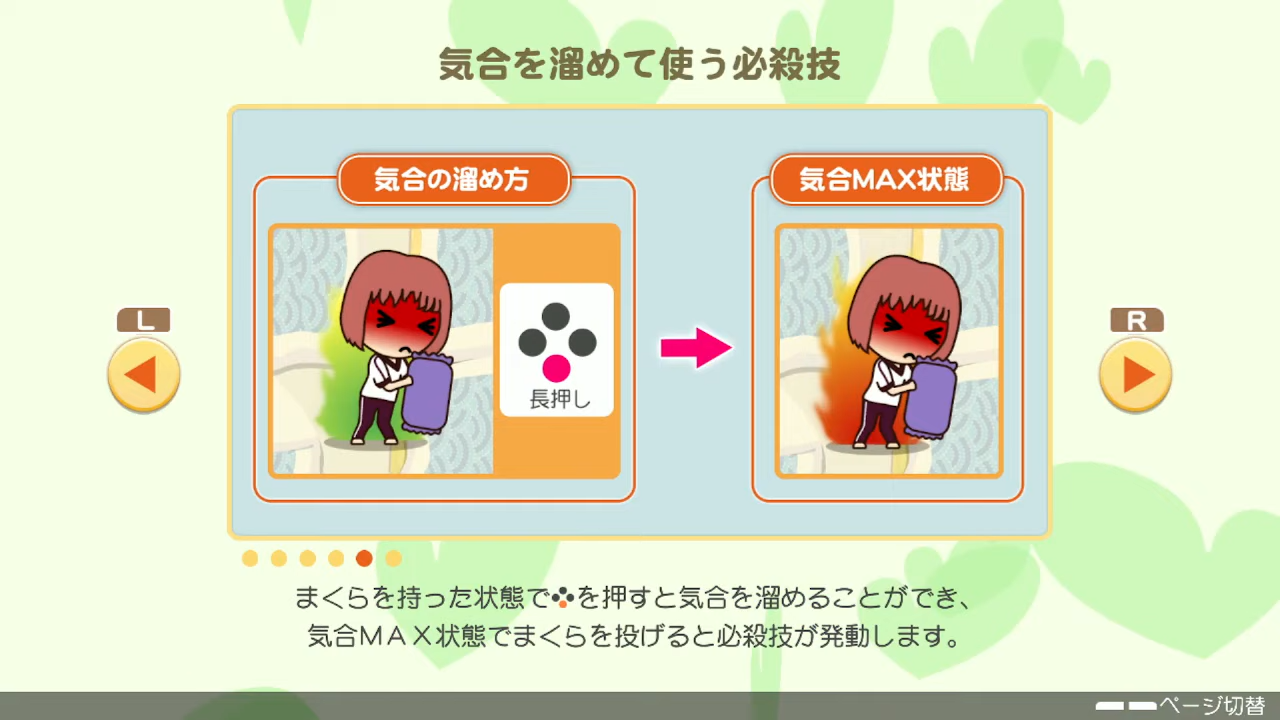 気合を溜めて使う必殺技
気合の溜め方
気合MAX状態
L
R
長押し
まくらを持った状態でを押すと気合を溜めることができ、
気合ＭＡＸ状態でまくらを投げると必殺技が発動します。
ページ切替